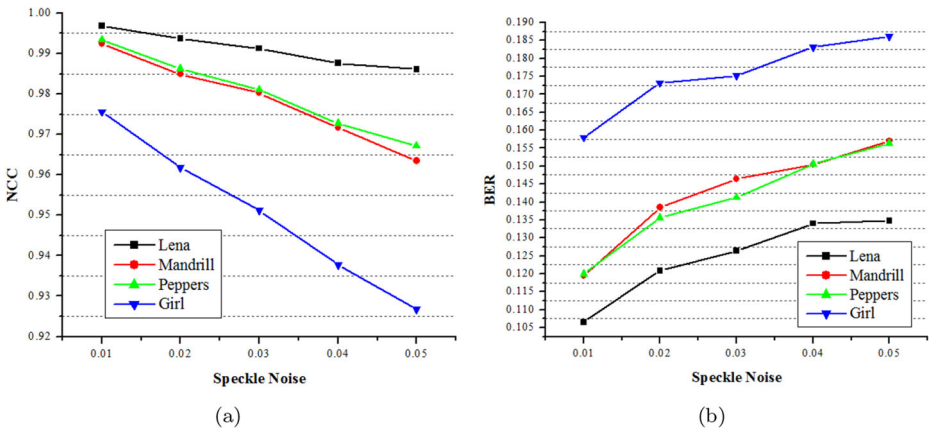 1.00
0.99
0.98
0.97
0.96
0.95
0.94
0.93
0.92
NCC
Lena
Mandrill
Peppers
Girl
0.01 0.02 0.03 0.04 0.05
Speckle Noise
(a)
0.190
0.185
0.180
0.175
0.170
0.165
0.160
0.155
0.150
0.145
0.140
0.135
0.130
0.125
0.120
0.115
0.110
0.105
BER
Lena
Mandrill
Peppers
Girl
0.01 0.02 0.03 0.04 0.05
Speckle Noise
(b)